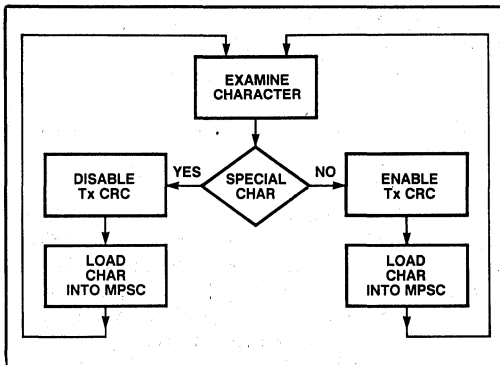 EXAMINE
CHARACTER
YES
SPECIAL
CHAR
NO
DISABLE
Tx CRC
ENABLE
Tx CRC
LOAD
CHAR
INTO MPSC
LOAD
CHAR
INTO MPSC